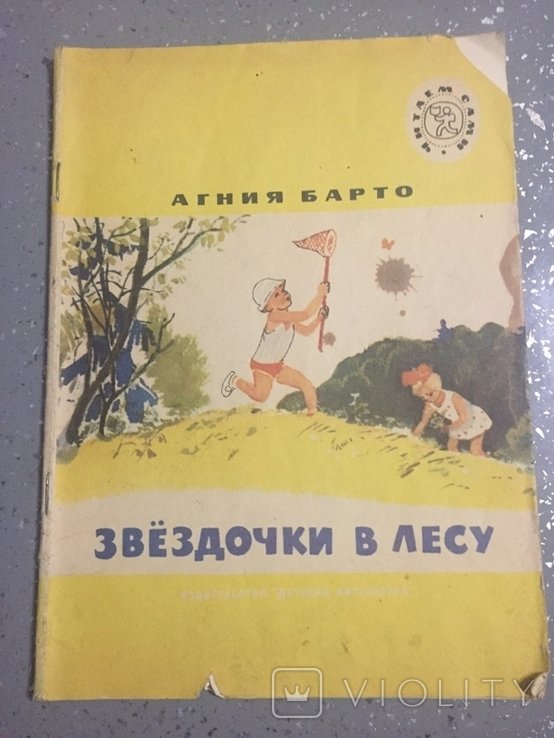 ЧИТАЕМ САМИ
АГНИЯ БАРТО
ЗВЁЗДОЧКИ В ЛЕСУ
ИЗДАТЕЛЬСТВО "ДЕТСКАЯ ЛИТЕРАТУРА"
VIOLITY